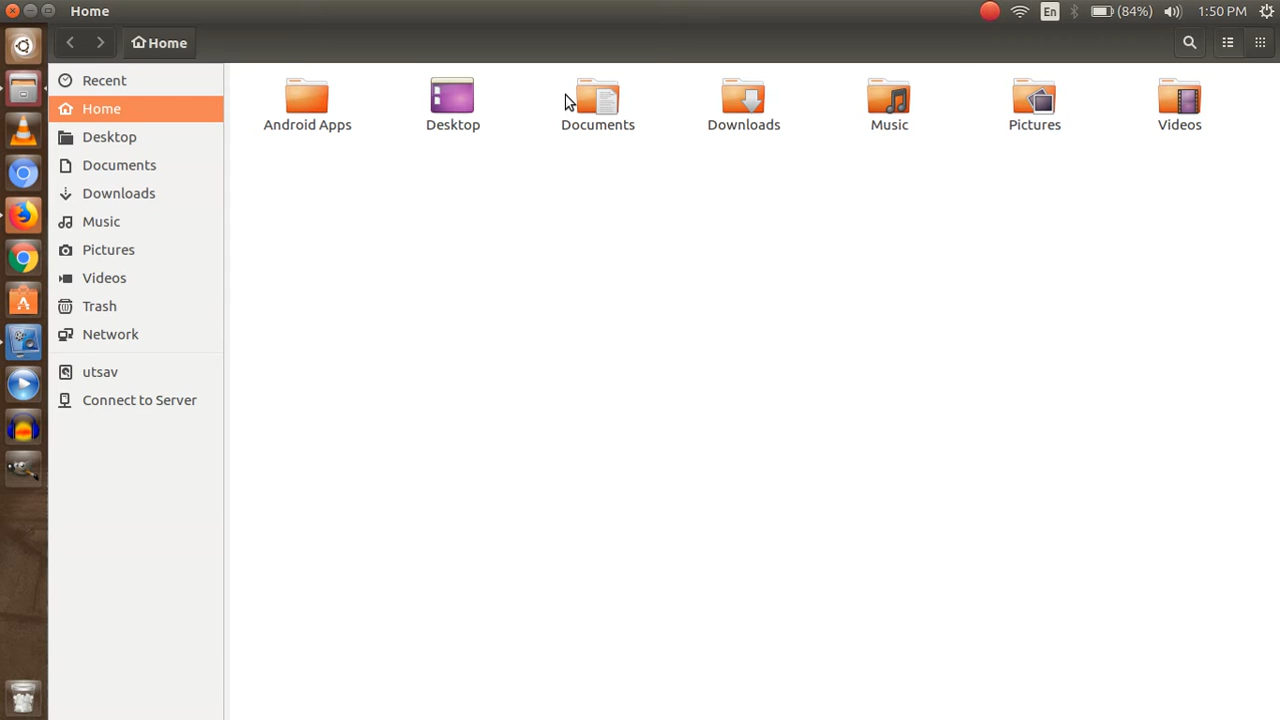 Home
En
(84%)
1:50 PM
Home
Recent
Home
Desktop
Documents
Downloads
Music
Pictures
Videos
Trash
Network
utsav
Connect to Server
Android Apps
Desktop
Documents
Downloads
Music
Pictures
Videos